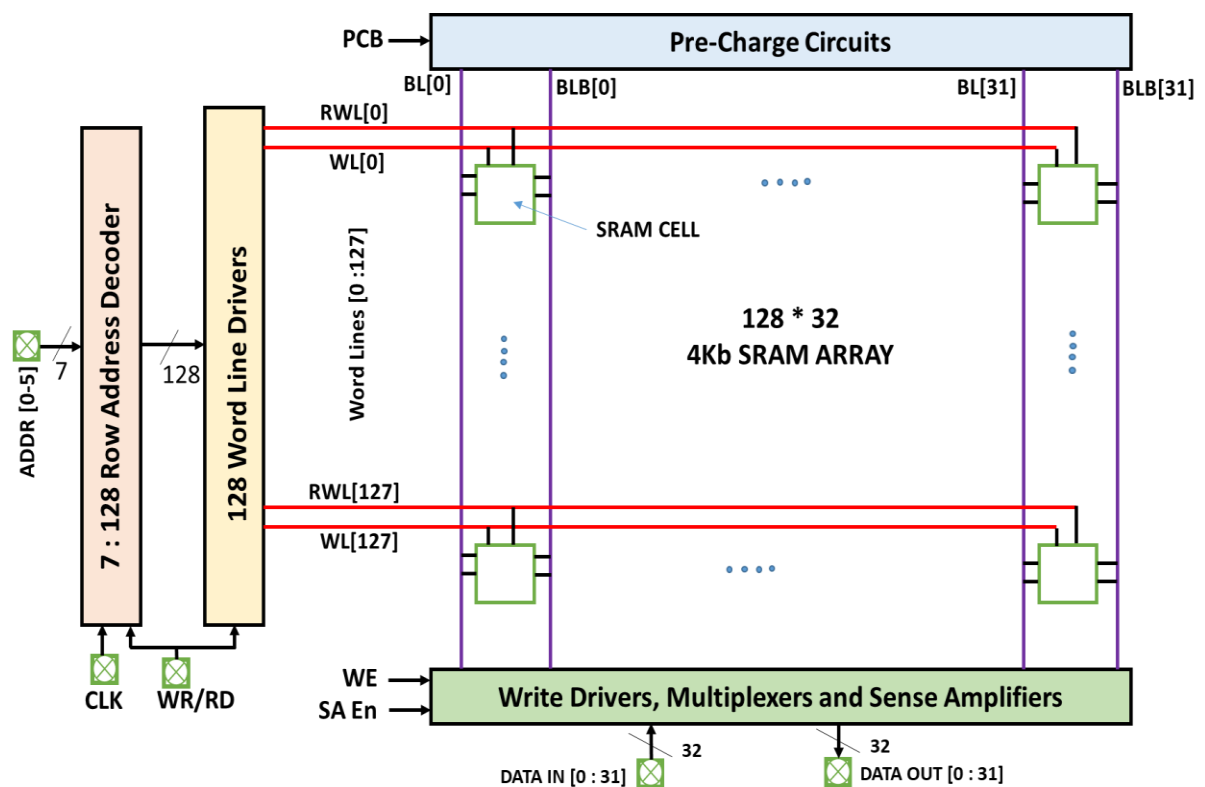 PCB
Pre-Charge Circuits
BL[0]
BLB[0]
BL[31]
BLB[31]
RWL[0]
WL[0]
SRAM CELL
7 : 128 Row Address Decoder
128 Word Line Drivers
Word Lines [0 :127]
128 * 32
4Kb SRAM ARRAY
ADDR [0-5]
7
128
RWL[127]
WL[127]
CLK
WR/RD
WE
SA En
Write Drivers, Multiplexers and Sense Amplifiers
32
32
DATA IN [0 : 31]
DATA OUT [0 : 31]